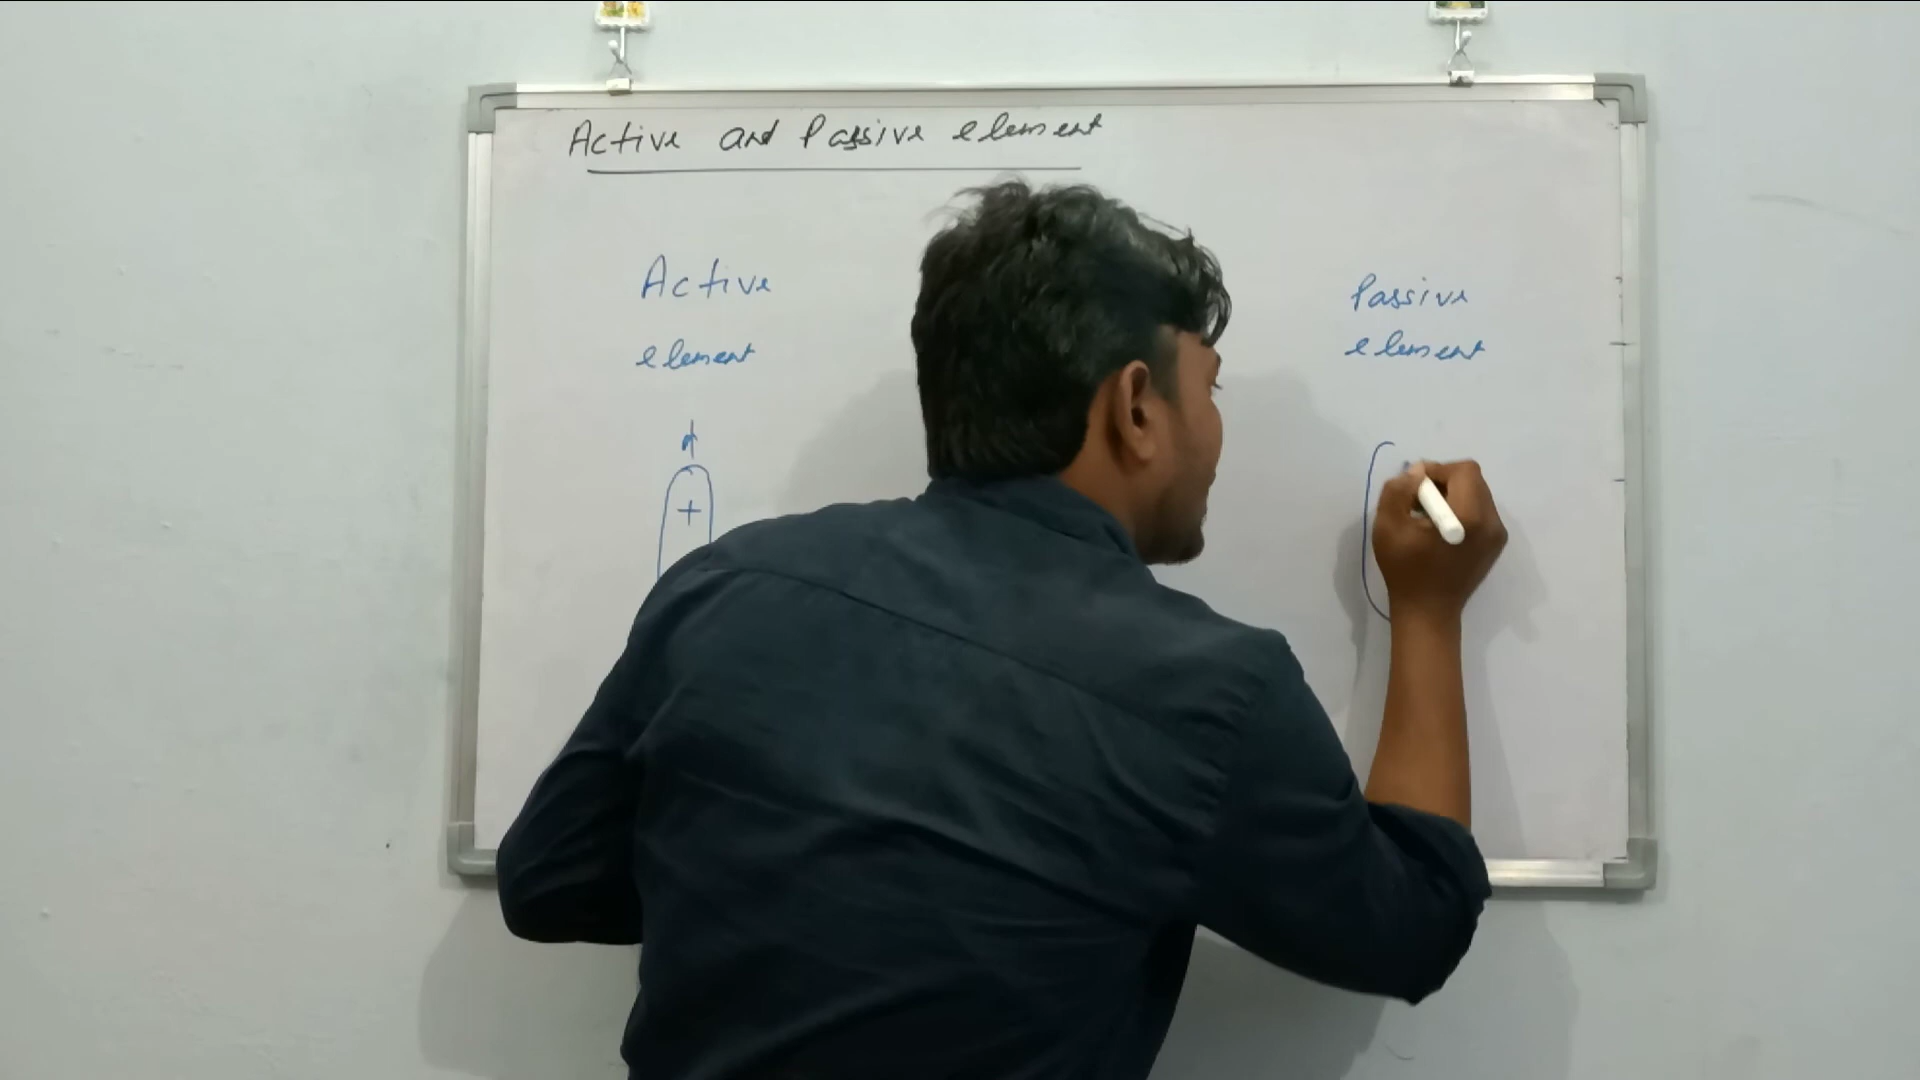 Active and Passive element
Active
element
Passive
element
+